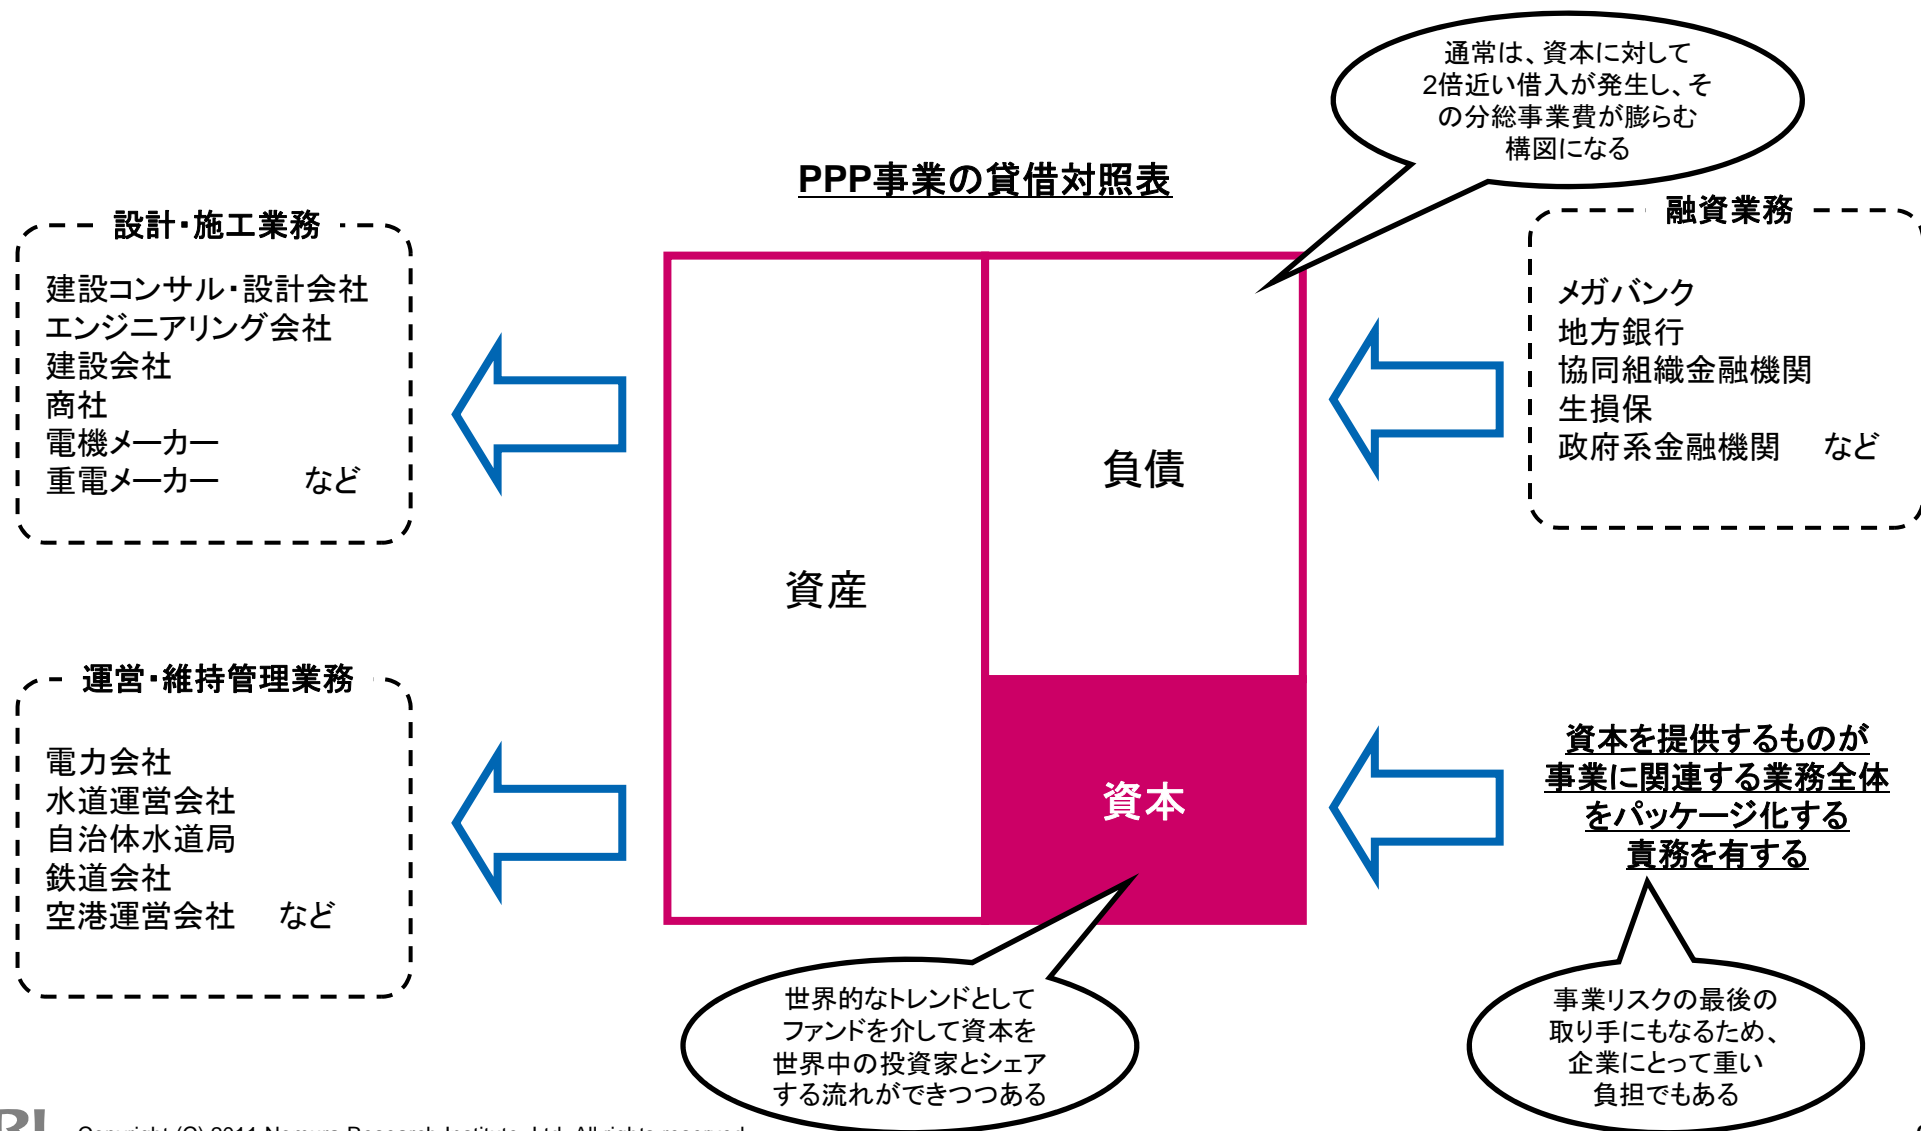 通常は、資本に対して
2倍近い借入が発生し、そ
の分総事業費が膨らむ
構図になる
PPP事業の貸借対照表
設計・施工業務
建設コンサル・設計会社
エンジニアリング会社
建設会社
商社
電機メーカー
重電メーカー など
融資業務
メガバンク
地方銀行
協同組織金融機関
生損保
政府系金融機関 など
負債
資産
運営・維持管理業務
電力会社
水道運営会社
自治体水道局
鉄道会社
空港運営会社 など
資本
資本を提供するものが
事業に関連する業務全体
をパッケージ化する
責務を有する
世界的なトレンドとして
ファンドを介して資本を
世界中の投資家とシェア
する流れができつつある
事業リスクの最後の
取り手にもなるため、
企業にとって重い
負担でもある
Copyright (C) 2011 Nomura Research Institute, Ltd. All rights reserved.